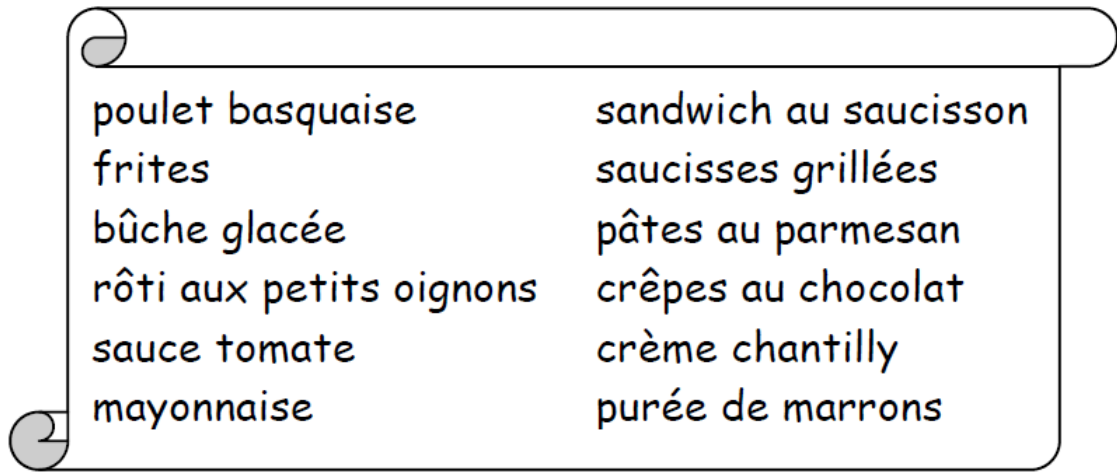 poulet basquaise
frites
bûche glacée
rôti aux petits oignons
sauce tomate
mayonnaise
sandwich au saucisson
saucisses grillées
pâtes au parmesan
crêpes au chocolat
crème chantilly
purée de marrons